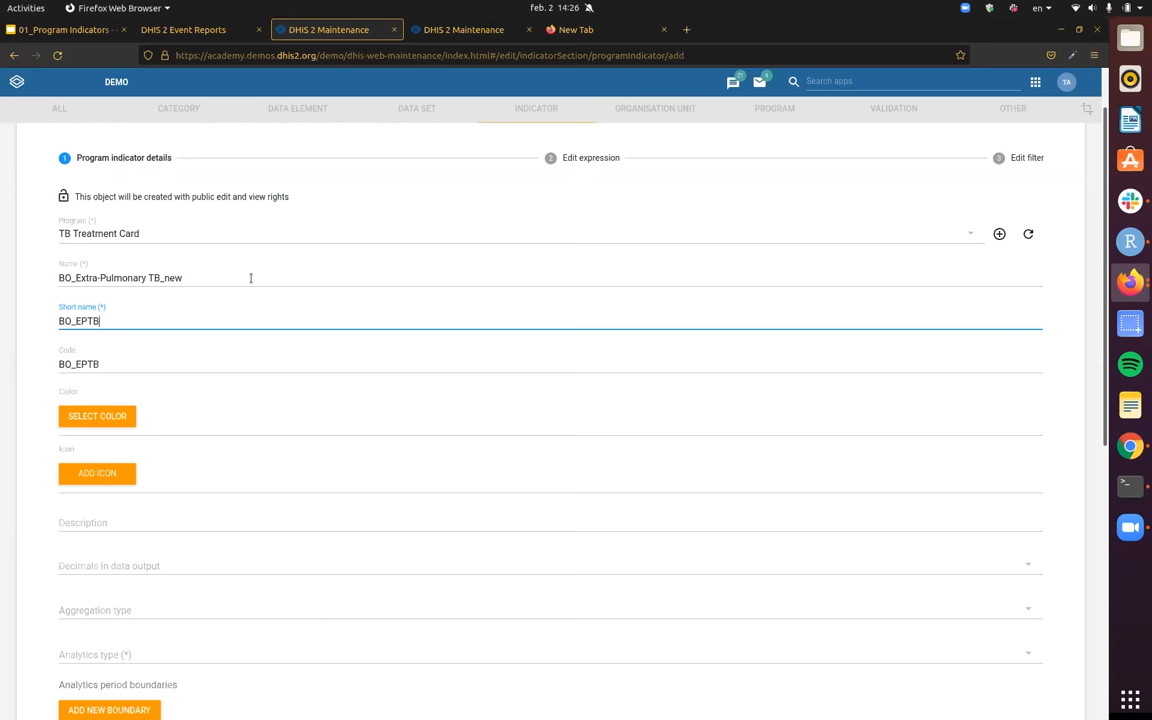 Activities
Firefox Web Browser
feb. 2 14:26
en
01_Program Indicators -
DHIS 2 Event Reports
DHIS 2 Maintenance
DHIS 2 Maintenance
New Tab
https://academy.demos.dhis2.org/demo/dhis-web-maintenance/index.html#/edit/indicatorSection/programIndicator/add
DEMO
Search apps
TA
ALL
CATEGORY
DATA ELEMENT
DATA SET
INDICATOR
ORGANISATION UNIT
PROGRAM
VALIDATION
OTHER
1 Program indicator details
2 Edit expression
3 Edit filter
This object will be created with public edit and view rights
Program (*)
TB Treatment Card
Name (*)
BO_Extra-Pulmonary TB_new
Short name (*)
BO_EPTB
Code
BO_EPTB
Color
SELECT COLOR
Icon
ADD ICON
Description
Decimals in data output
Aggregation type
Analytics type (*)
Analytics period boundaries
ADD NEW BOUNDARY